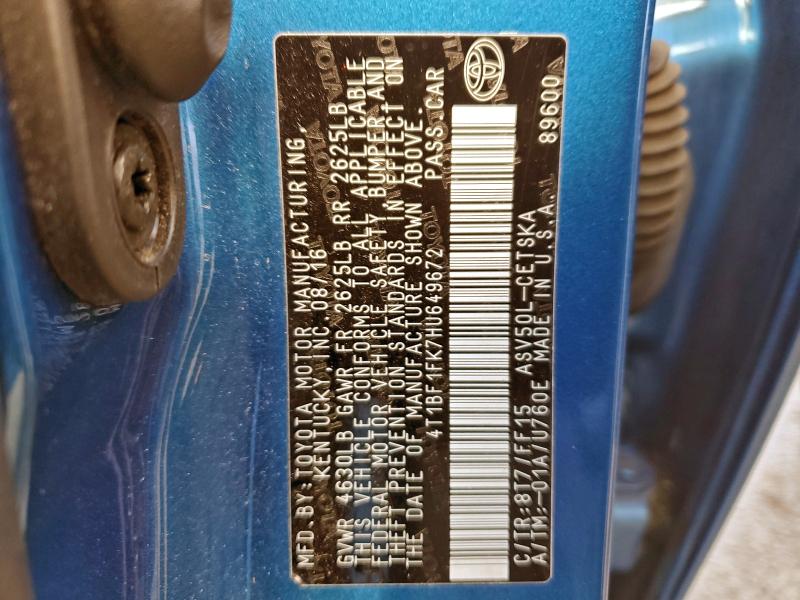 MFD.BY:TOYOTA MOTOR MANUFACTURING,
KENTUCKY,INC 08/16
GVWR 4630LB GAWR FR 2625LB RR 2625LB
THIS VEHICLE CONFORMS TO ALL APPLICABLE
FEDERAL MOTOR VEHICLE SAFETY, BUMPER AND
THEFT PREVENTION STANDARDS IN EFFECT ON
THE DATE OF MANUFACTURE SHOWN ABOVE.
4T1BF1FK7HU649672 PASS.CAR
C/TR:8T7/FF15 ASV50L-CETSKA
A/TM:-01A/U760E MADE IN U.S.A. 89600